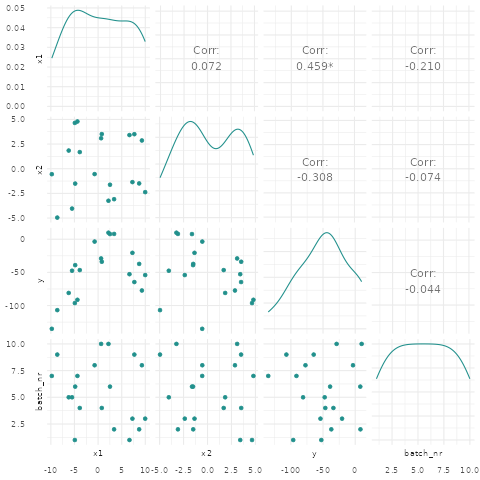 0.05
0.04
0.03
0.02
0.01
0.00
x1
Corr:
0.072
Corr:
0.459*
Corr:
-0.210
5.0
2.5
0.0
-2.5
-5.0
x2
Corr:
-0.308
Corr:
-0.074
0
-50
-100
y
Corr:
-0.044
10.0
7.5
5.0
2.5
batch_nr
x1
x2
y
batch_nr
-10 -5 0 5 10
-5.0 -2.5 0.0 2.5 5.0
-100 -50 0
2.5 5.0 7.5 10.0